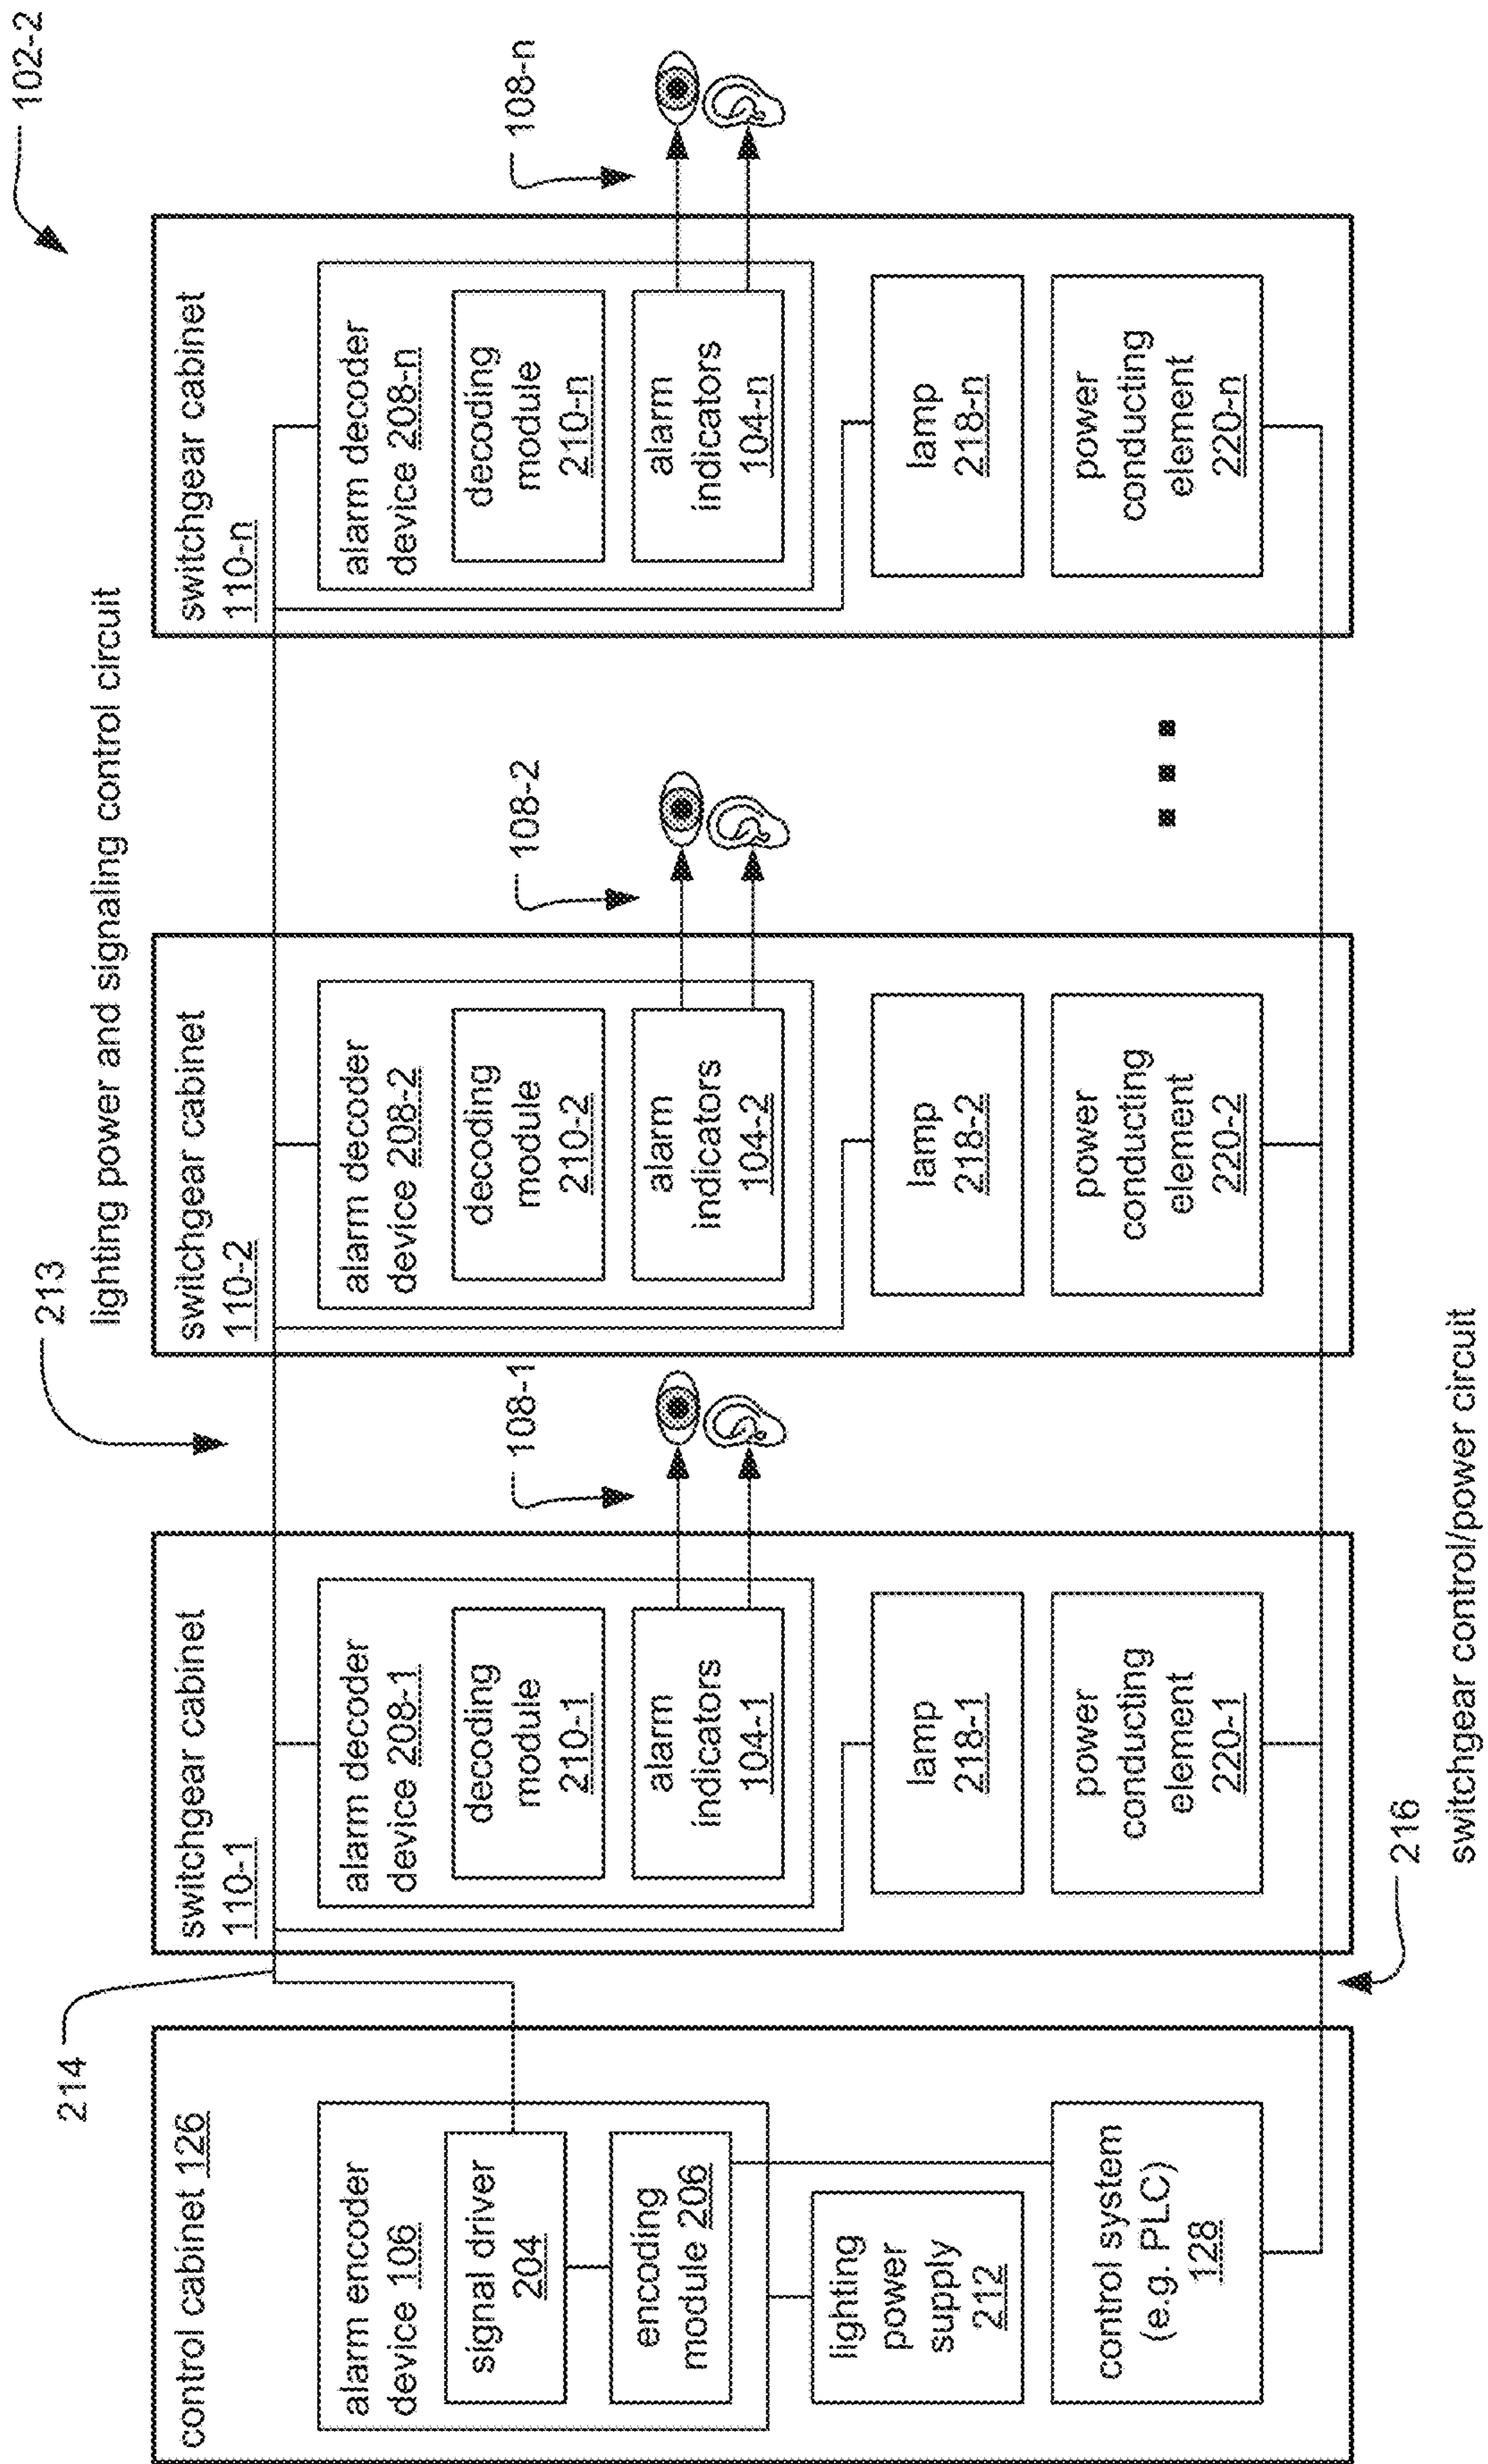 102-2
213
lighting power and signaling control circuit
214
control cabinet 126
alarm encoder
device 106
signal driver
204
encoding
module 206
lighting
power
supply
212
control system
(e.g. PLC)
128
switchgear cabinet
110-1
alarm decoder
device 208-1
decoding
module
210-1
alarm
indicators
104-1
lamp
218-1
power
conducting
element
220-1
108-1
switchgear cabinet
110-2
alarm decoder
device 208-2
decoding
module
210-2
alarm
indicators
104-2
lamp
218-2
power
conducting
element
220-2
108-2
switchgear cabinet
110-n
alarm decoder
device 208-n
decoding
module
210-n
alarm
indicators
104-n
lamp
218-n
power
conducting
element
220-n
108-n
216
switchgear control/power circuit